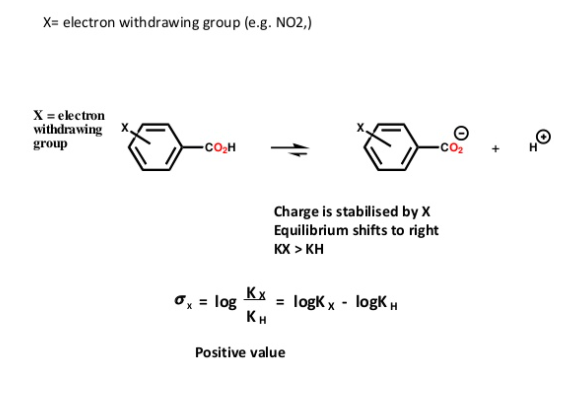 X= electron withdrawing group (e.g. NO2,)
X = electron
withdrawing
group
X
CO₂H
X
CO₂ ⊖
+
H ⊕
Charge is stabilised by X
Equilibrium shifts to right
KX > KH
σx = log Kx / KH = logKx - logKH
Positive value